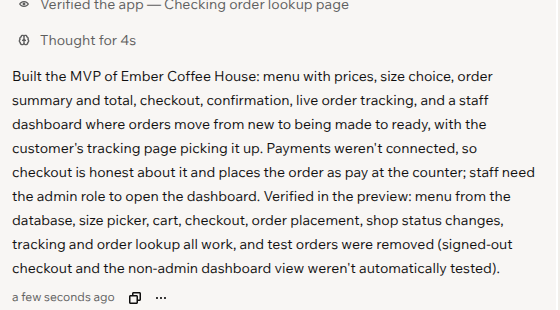 Verified the app — Checking order lookup page
Thought for 4s
Built the MVP of Ember Coffee House: menu with prices, size choice, order
summary and total, checkout, confirmation, live order tracking, and a staff
dashboard where orders move from new to being made to ready, with the
customer's tracking page picking it up. Payments weren't connected, so
checkout is honest about it and places the order as pay at the counter; staff need
the admin role to open the dashboard. Verified in the preview: menu from the
database, size picker, cart, checkout, order placement, shop status changes,
tracking and order lookup all work, and test orders were removed (signed-out
checkout and the non-admin dashboard view weren't automatically tested).
a few seconds ago